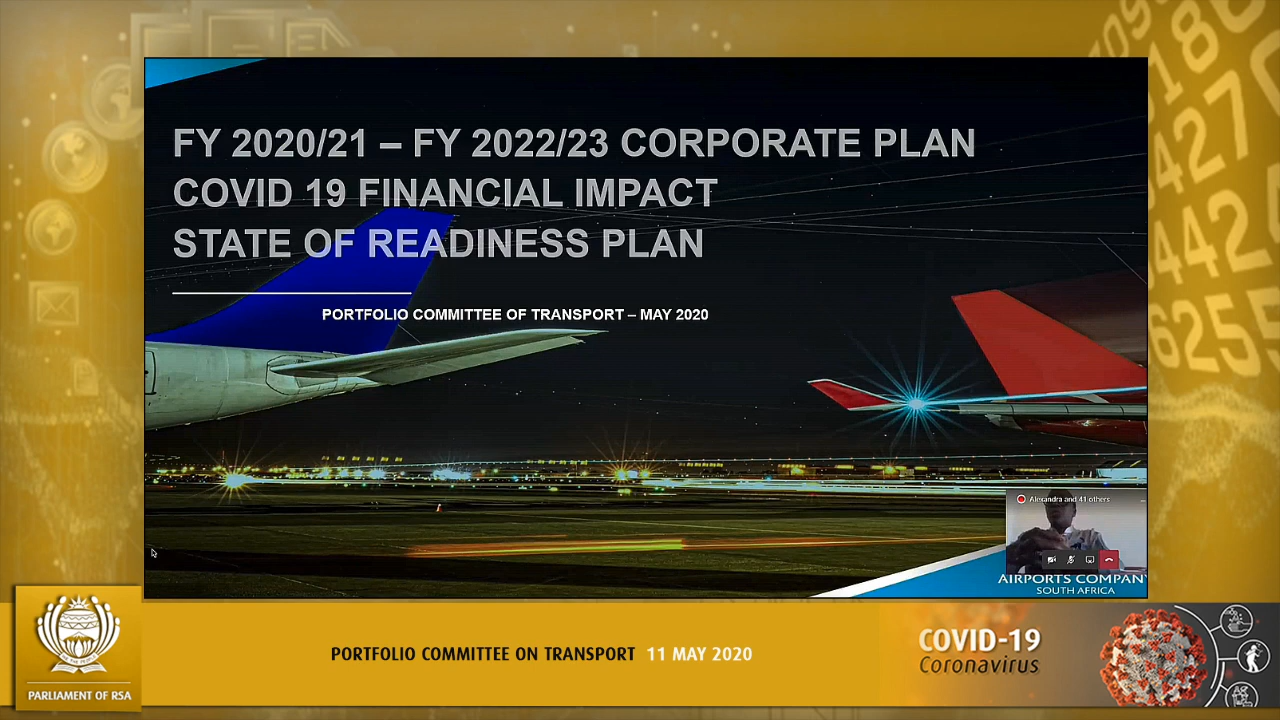 FY 2020/21 – FY 2022/23 CORPORATE PLAN
COVID 19 FINANCIAL IMPACT
STATE OF READINESS PLAN
PORTFOLIO COMMITTEE OF TRANSPORT – MAY 2020
Alexandra and 41 others
AIRPORTS COMPAN
SOUTH AFRICA
PORTFOLIO COMMITTEE ON TRANSPORT 11 MAY 2020
COVID-19
Coronavirus
PARLIAMENT OF RSA